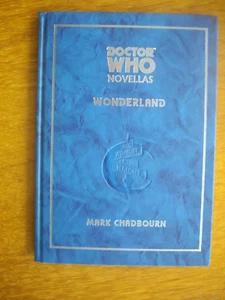 DOCTOR
WHO
NOVELLAS
WONDERLAND
MARK CHADBOURN